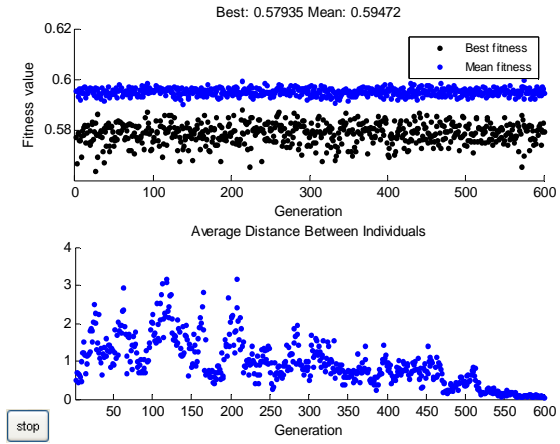 Best: 0.57935 Mean: 0.59472
0.62
0.6
0.58
Fitness value
Best fitness
Mean fitness
0 100 200 300 400 500 600
Generation
Average Distance Between Individuals
4
3
2
1
0
50 100 150 200 250 300 350 400 450 500 550 600
Generation
stop